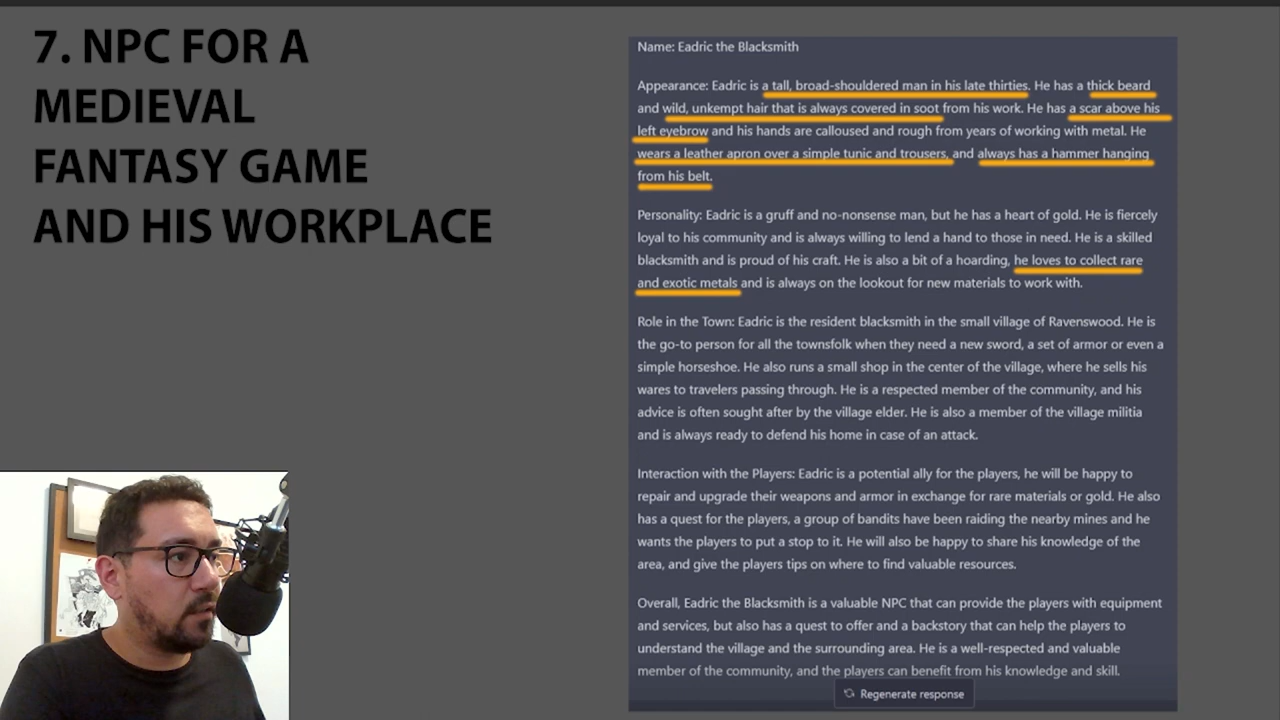 7. NPC FOR A
MEDIEVAL
FANTASY GAME
AND HIS WORKPLACE
Name: Eadric the Blacksmith
Appearance: Eadric is a tall, broad-shouldered man in his late thirties. He has a thick beard
and wild, unkempt hair that is always covered in soot from his work. He has a scar above his
left eyebrow and his hands are calloused and rough from years of working with metal. He
wears a leather apron over a simple tunic and trousers, and always has a hammer hanging
from his belt.
Personality: Eadric is a gruff and no-nonsense man, but he has a heart of gold. He is fiercely
loyal to his community and is always willing to lend a hand to those in need. He is a skilled
blacksmith and is proud of his craft. He is also a bit of a hoarding, he loves to collect rare
and exotic metals and is always on the lookout for new materials to work with.
Role in the Town: Eadric is the resident blacksmith in the small village of Ravenswood. He is
the go-to person for all the townsfolk when they need a new sword, a set of armor or even a
simple horseshoe. He also runs a small shop in the center of the village, where he sells his
wares to travelers passing through. He is a respected member of the community, and his
advice is often sought after by the village elder. He is also a member of the village militia
and is always ready to defend his home in case of an attack.
Interaction with the Players: Eadric is a potential ally for the players, he will be happy to
repair and upgrade their weapons and armor in exchange for rare materials or gold. He also
has a quest for the players, a group of bandits have been raiding the nearby mines and he
wants the players to put a stop to it. He will also be happy to share his knowledge of the
area, and give the players tips on where to find valuable resources.
Overall, Eadric the Blacksmith is a valuable NPC that can provide the players with equipment
and services, but also has a quest to offer and a backstory that can help the players to
understand the village and the surrounding area. He is a well-respected and valuable
member of the community, and the players can benefit from his knowledge and skill.
Regenerate response